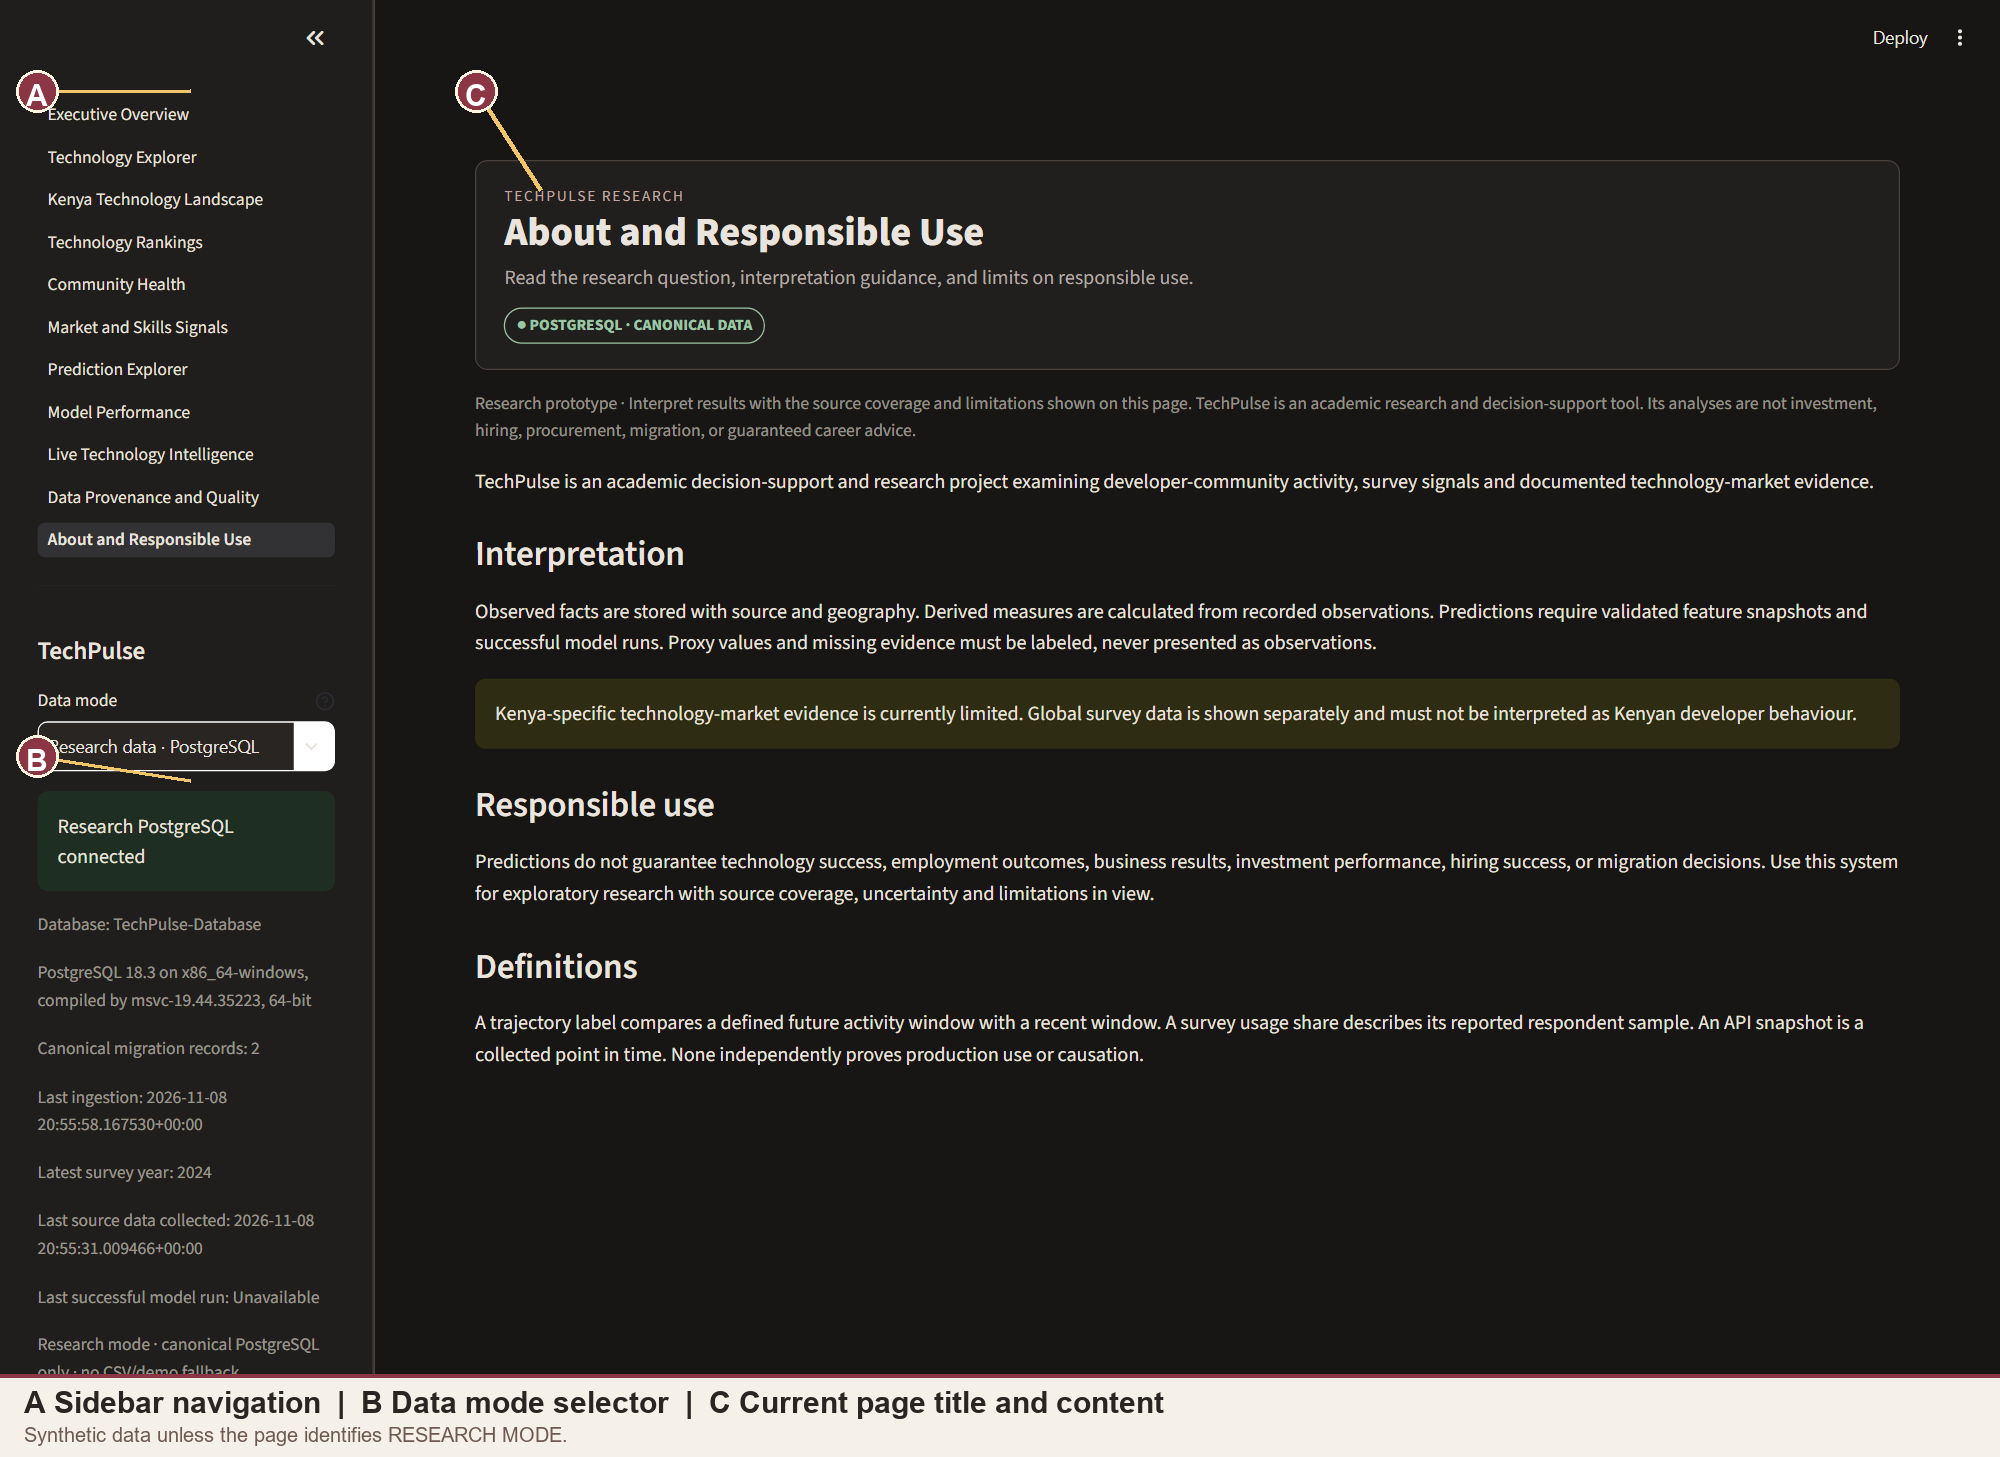 Deploy
A
Executive Overview
Technology Explorer
Kenya Technology Landscape
Technology Rankings
Community Health
Market and Skills Signals
Prediction Explorer
Model Performance
Live Technology Intelligence
Data Provenance and Quality
About and Responsible Use
TechPulse
Data mode
Research data · PostgreSQL
B
Research PostgreSQL
connected
Database: TechPulse-Database
PostgreSQL 18.3 on x86_64-windows,
compiled by msvc-19.44.35223, 64-bit
Canonical migration records: 2
Last ingestion: 2026-11-08
20:55:58.167530+00:00
Latest survey year: 2024
Last source data collected: 2026-11-08
20:55:31.009466+00:00
Last successful model run: Unavailable
Research mode · canonical PostgreSQL
only · no CSV/demo fallback
C
TECHPULSE RESEARCH
About and Responsible Use
Read the research question, interpretation guidance, and limits on responsible use.
POSTGRESQL · CANONICAL DATA
Research prototype · Interpret results with the source coverage and limitations shown on this page. TechPulse is an academic research and decision-support tool. Its analyses are not investment,
hiring, procurement, migration, or guaranteed career advice.
TechPulse is an academic decision-support and research project examining developer-community activity, survey signals and documented technology-market evidence.
Interpretation
Observed facts are stored with source and geography. Derived measures are calculated from recorded observations. Predictions require validated feature snapshots and
successful model runs. Proxy values and missing evidence must be labeled, never presented as observations.
Kenya-specific technology-market evidence is currently limited. Global survey data is shown separately and must not be interpreted as Kenyan developer behaviour.
Responsible use
Predictions do not guarantee technology success, employment outcomes, business results, investment performance, hiring success, or migration decisions. Use this system
for exploratory research with source coverage, uncertainty and limitations in view.
Definitions
A trajectory label compares a defined future activity window with a recent window. A survey usage share describes its reported respondent sample. An API snapshot is a
collected point in time. None independently proves production use or causation.
A Sidebar navigation | B Data mode selector | C Current page title and content
Synthetic data unless the page identifies RESEARCH MODE.